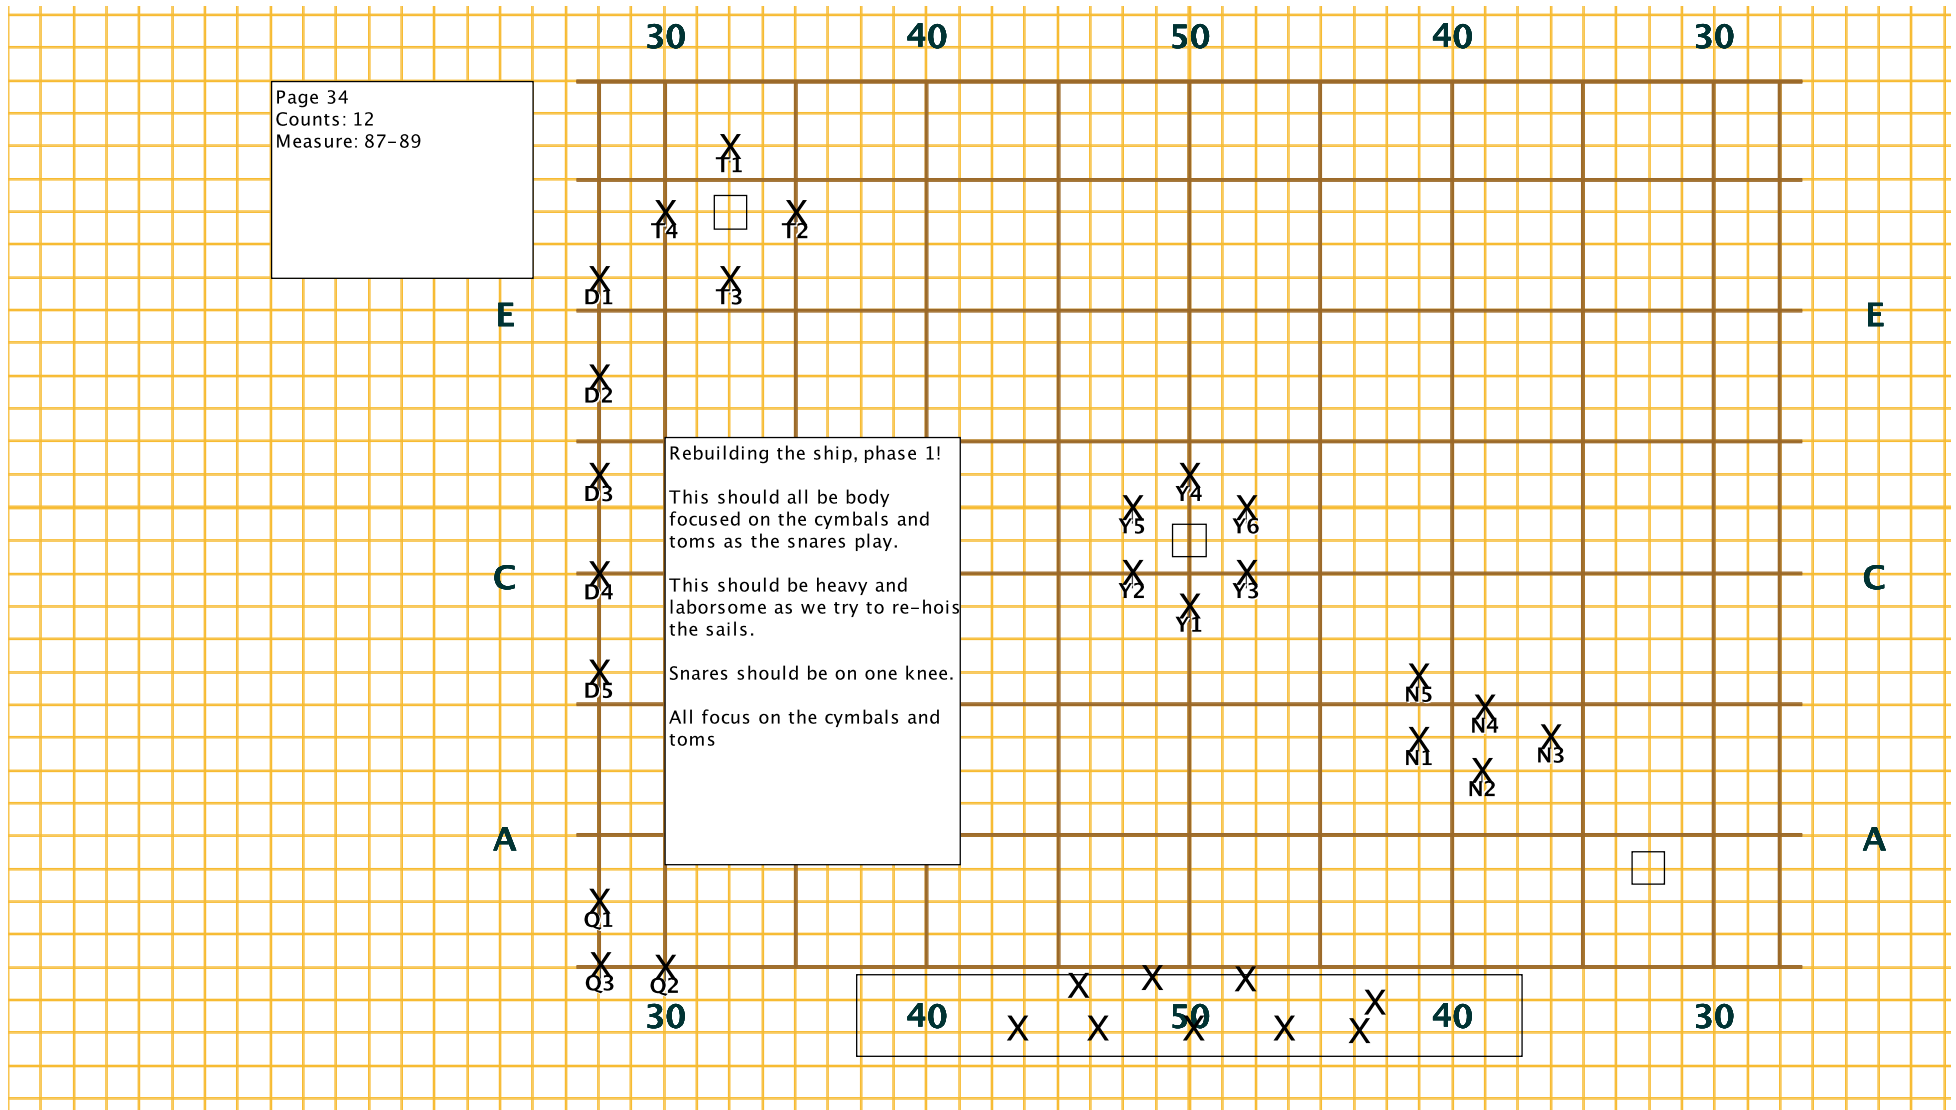 30 40 50 40 30
Page 34
Counts: 12
Measure: 87-89
T1
T4 T2
D1 T3
E E
D2
Rebuilding the ship, phase 1!
This should all be body
focused on the cymbals and
toms as the snares play.
This should be heavy and
laborsome as we try to re-hois
the sails.
Snares should be on one knee.
All focus on the cymbals and
toms
D3 Y4
Y5 Y6
C C
D4 Y2 Y3
Y1
D5 N5
N4
N1 N3
N2
A A
Q1
Q3 Q2
30 40 50 40 30